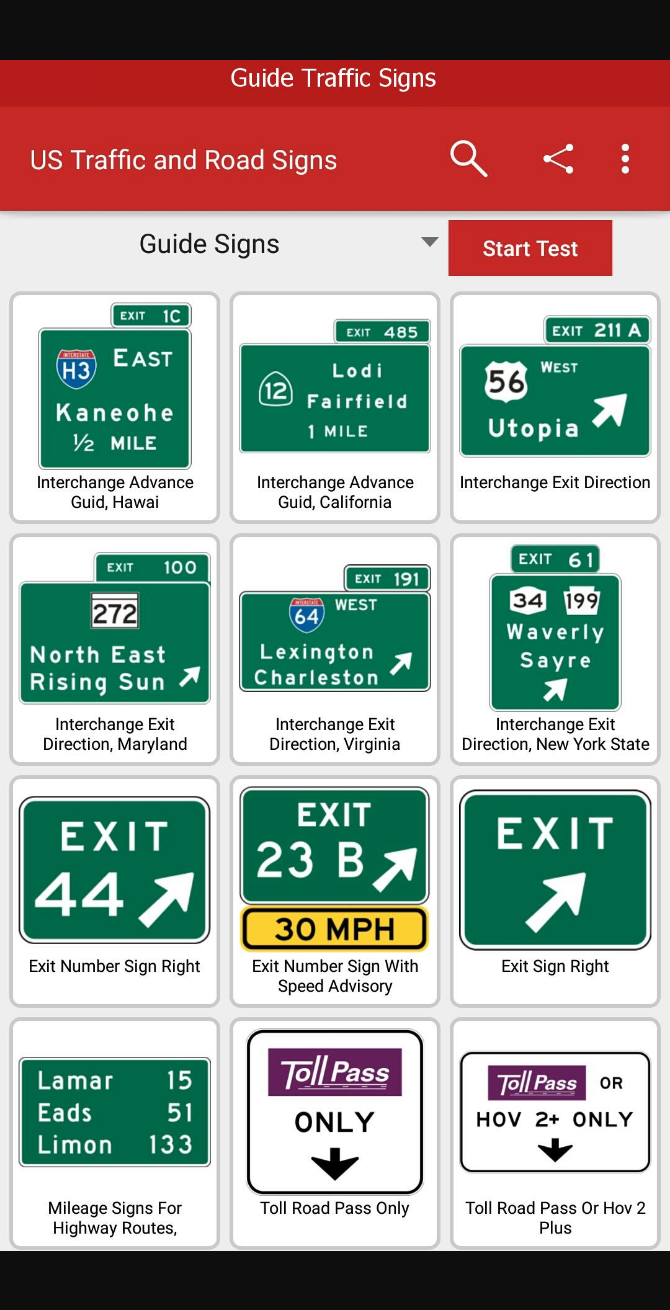 Guide Traffic Signs
US Traffic and Road Signs
Guide Signs
Start Test
EXIT 1C
INTERSTATE
H3
EAST
Kaneohe
½ MILE
Interchange Advance
Guid, Hawai
EXIT 485
12
Lodi
Fairfield
1 MILE
Interchange Advance
Guid, California
EXIT 211 A
56
WEST
Utopia
Interchange Exit Direction
EXIT 100
272
North East
Rising Sun
Interchange Exit
Direction, Maryland
EXIT 191
INTERSTATE
64
WEST
Lexington
Charleston
Interchange Exit
Direction, Virginia
EXIT 61
34 199
Waverly
Sayre
Interchange Exit
Direction, New York State
EXIT
44
Exit Number Sign Right
EXIT
23 B
30 MPH
Exit Number Sign With
Speed Advisory
EXIT
Exit Sign Right
Lamar 15
Eads 51
Limon 133
Mileage Signs For
Highway Routes,
Toll Pass
ONLY
Toll Road Pass Only
Toll Pass OR
HOV 2+ ONLY
Toll Road Pass Or Hov 2
Plus